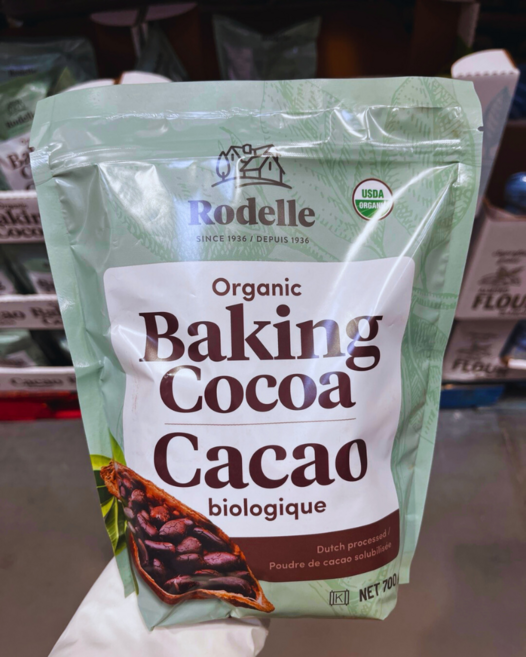 Rodelle
SINCE 1936 / DEPUIS 1936
USDA
ORGANIC
Organic
Baking
Cocoa
Cacao
biologique
Dutch processed /
Poudre de cacao solubilisée
K
NET 700
FLOU